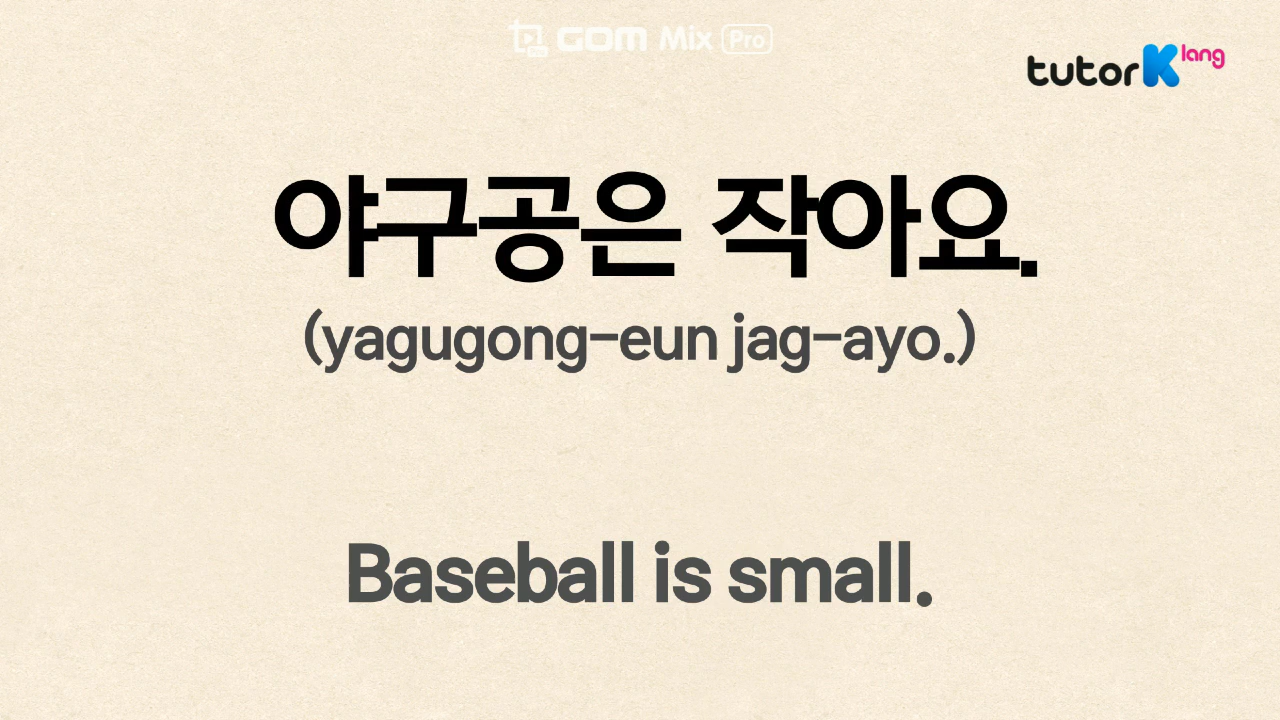 GOM Mix Pro
tutorK lang
야구공은 작아요.
(yagugong-eun jag-ayo.)
Baseball is small.